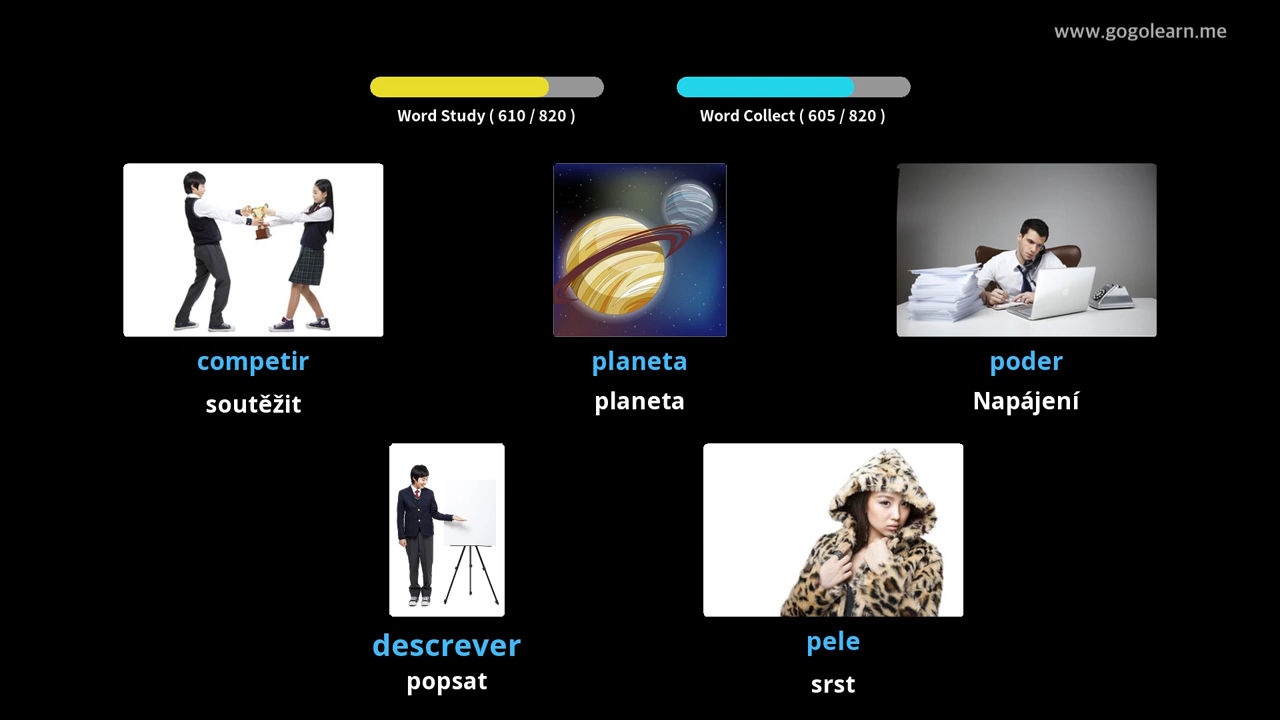 www.gogolearn.me
Word Study ( 610 / 820 )
Word Collect ( 605 / 820 )
competir
soutěžit
planeta
planeta
poder
Napájení
descrever
popsat
pele
srst